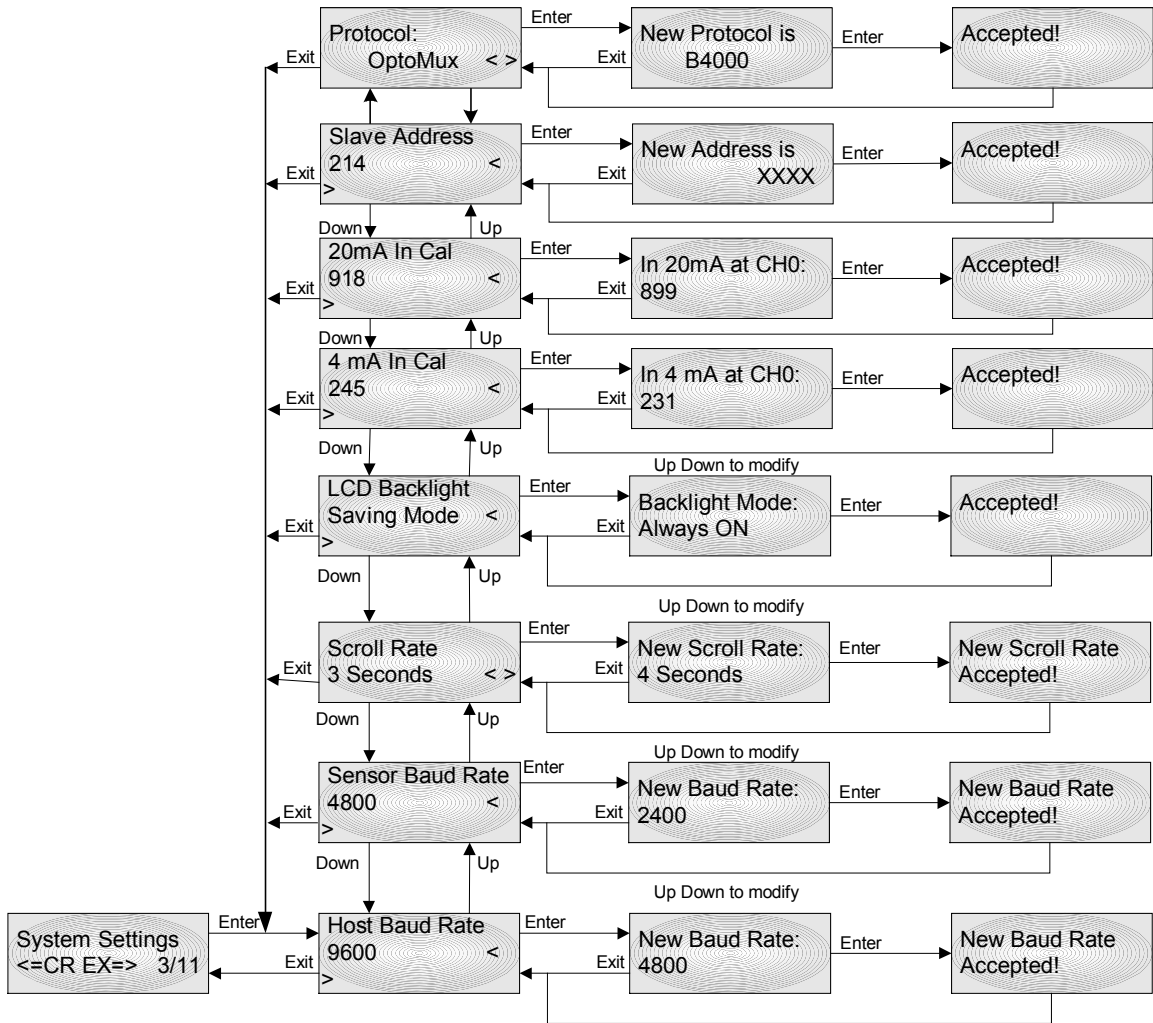 Protocol:
OptoMux < >
Enter
Exit
New Protocol is
B4000
Exit
Enter
Accepted!
Slave Address
214 <
>
Enter
Exit
New Address is
XXXX
Exit
Enter
Accepted!
Down
Up
20mA In Cal
918 <
>
Enter
Exit
In 20mA at CH0:
899
Exit
Enter
Accepted!
Down
Up
4 mA In Cal
245 <
>
Enter
Exit
In 4 mA at CH0:
231
Exit
Enter
Accepted!
Down
Up
Up Down to modify
LCD Backlight
Saving Mode <
>
Enter
Exit
Backlight Mode:
Always ON
Exit
Enter
Accepted!
Down
Up
Up Down to modify
Scroll Rate
3 Seconds < >
Enter
Exit
New Scroll Rate:
4 Seconds
Exit
Enter
New Scroll Rate
Accepted!
Down
Up
Up Down to modify
Sensor Baud Rate
4800 <
>
Enter
Exit
New Baud Rate:
2400
Exit
Enter
New Baud Rate
Accepted!
Down
Up
Up Down to modify
System Settings
<=CR EX=> 3/11
Enter
Exit
Host Baud Rate
9600 <
>
Enter
Exit
New Baud Rate:
4800
Enter
New Baud Rate
Accepted!